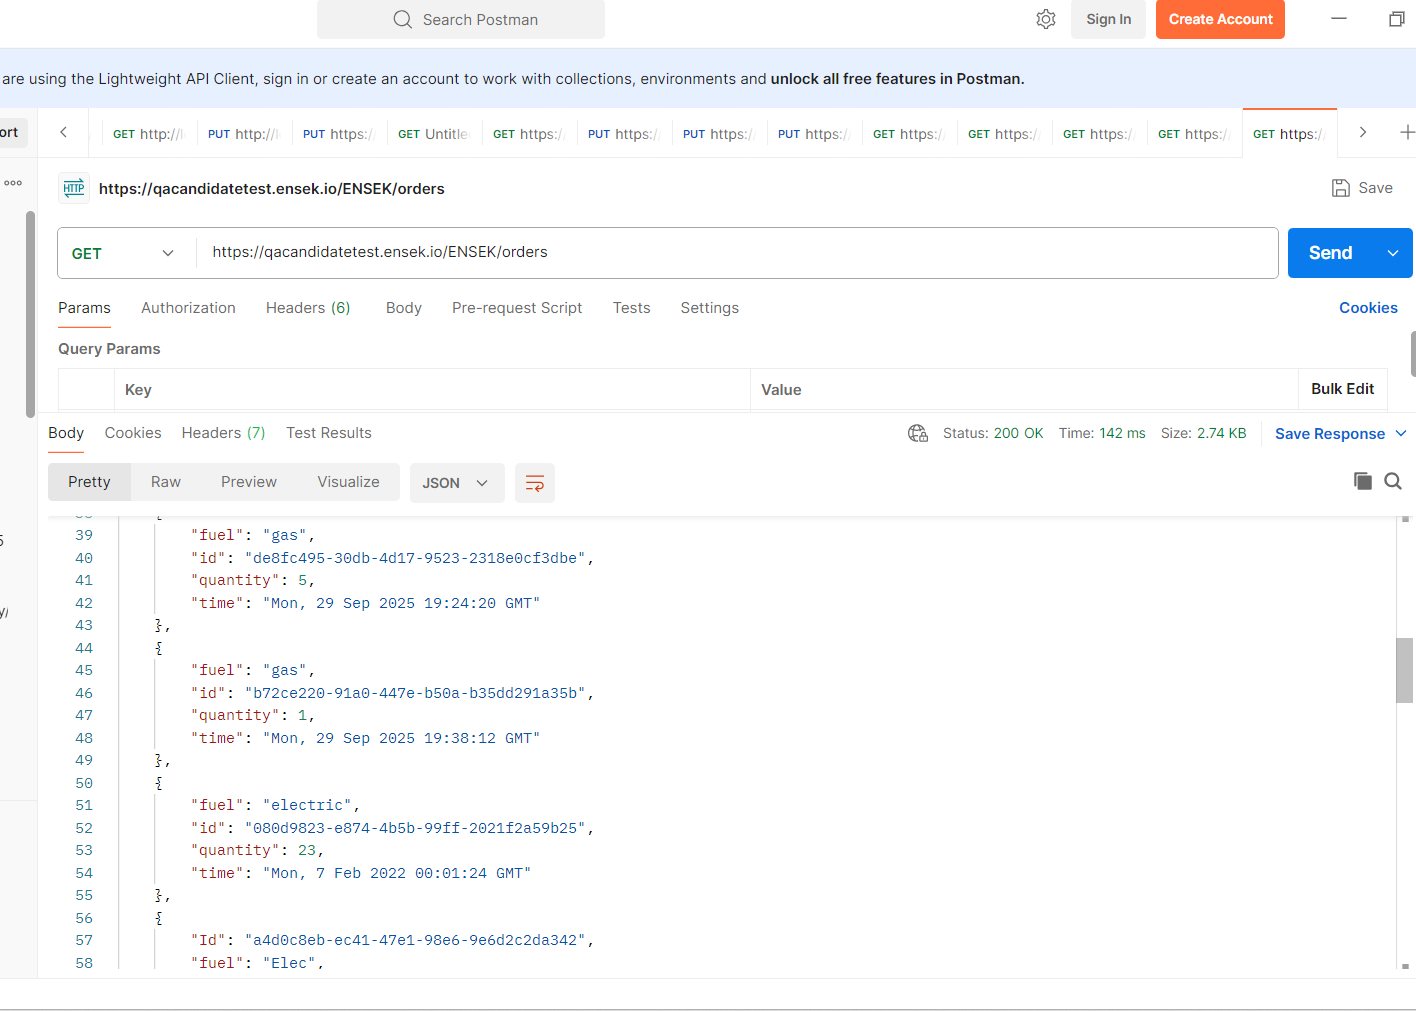 Search Postman
Sign In
Create Account
are using the Lightweight API Client, sign in or create an account to work with collections, environments and unlock all free features in Postman.
ort
GET http://l
PUT http://l
PUT https:/
GET Untitle
GET https:/
PUT https:/
PUT https:/
PUT https:/
GET https:/
GET https:/
GET https:/
GET https:/
GET https:/
HTTP https://qacandidatetest.ensek.io/ENSEK/orders
Save
GET
https://qacandidatetest.ensek.io/ENSEK/orders
Send
Params
Authorization
Headers (6)
Body
Pre-request Script
Tests
Settings
Cookies
Query Params
Key
Value
Bulk Edit
Body
Cookies
Headers (7)
Test Results
Status: 200 OK
Time: 142 ms
Size: 2.74 KB
Save Response
Pretty
Raw
Preview
Visualize
JSON
39 "fuel": "gas",
40 "id": "de8fc495-30db-4d17-9523-2318e0cf3dbe",
41 "quantity": 5,
42 "time": "Mon, 29 Sep 2025 19:24:20 GMT"
43 },
44 {
45 "fuel": "gas",
46 "id": "b72ce220-91a0-447e-b50a-b35dd291a35b",
47 "quantity": 1,
48 "time": "Mon, 29 Sep 2025 19:38:12 GMT"
49 },
50 {
51 "fuel": "electric",
52 "id": "080d9823-e874-4b5b-99ff-2021f2a59b25",
53 "quantity": 23,
54 "time": "Mon, 7 Feb 2022 00:01:24 GMT"
55 },
56 {
57 "Id": "a4d0c8eb-ec41-47e1-98e6-9e6d2c2da342",
58 "fuel": "Elec",
y/